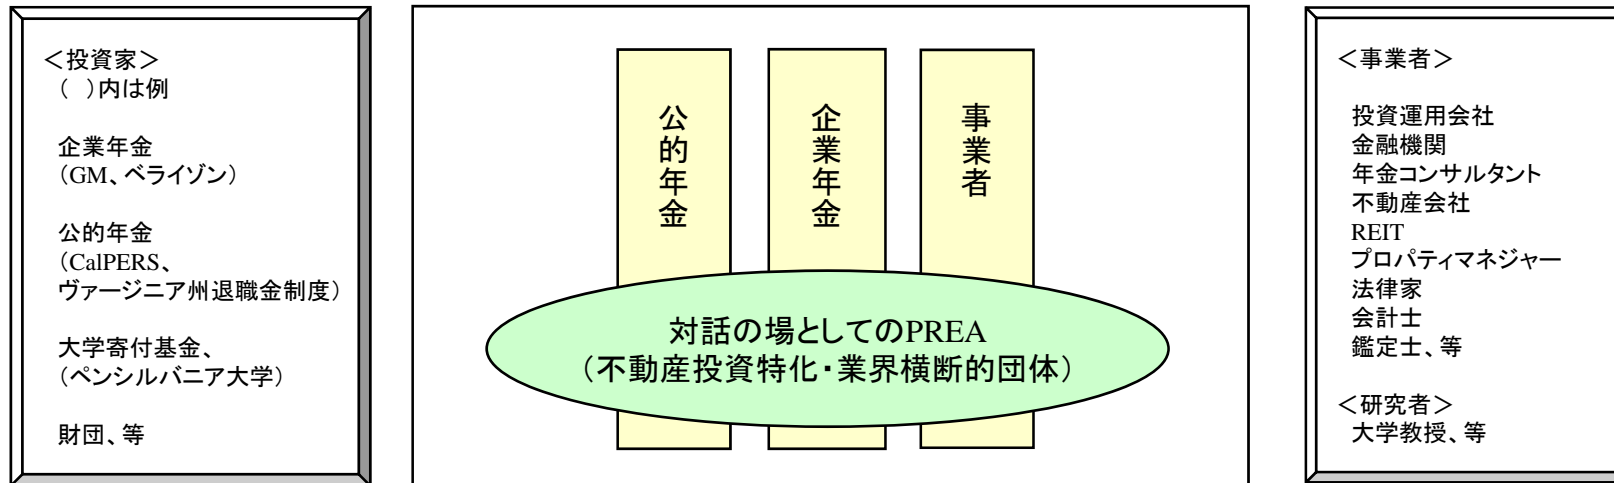 ＜投資家＞
（　）内は例
企業年金
（GM、ベライゾン）
公的年金
（CalPERS、
ヴァージニア州退職金制度）
大学寄付基金、
（ペンシルバニア大学）
財団、等
公的年金
企業年金
事業者
対話の場としてのPREA
（不動産投資特化・業界横断的団体）
＜事業者＞
投資運用会社
金融機関
年金コンサルタント
不動産会社
REIT
プロパティマネジャー
法律家
会計士
鑑定士、等
＜研究者＞
大学教授、等